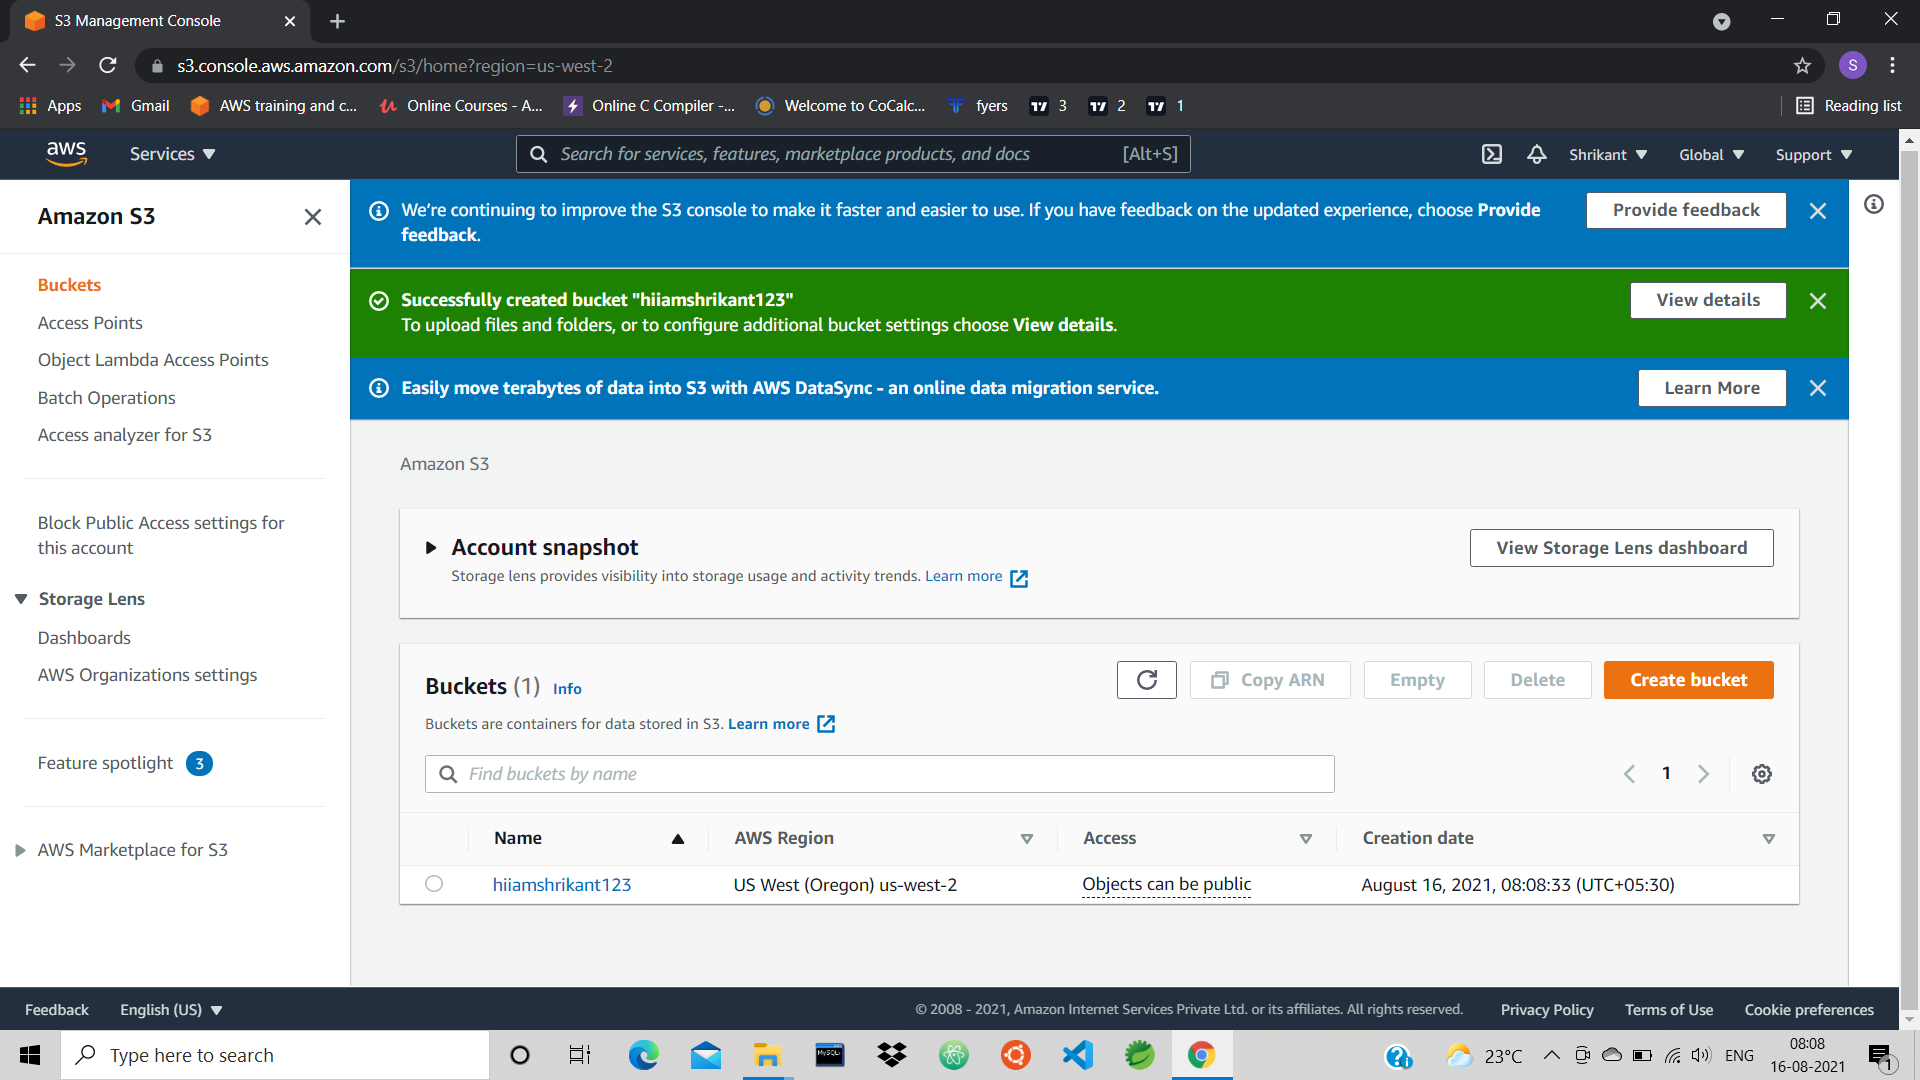 S3 Management Console
s3.console.aws.amazon.com/s3/home?region=us-west-2
S
Apps
Gmail
AWS training and c...
Online Courses - A...
Online C Compiler -...
Welcome to CoCalc...
fyers
3
2
1
Reading list
aws
Services
Search for services, features, marketplace products, and docs
[Alt+S]
Shrikant
Global
Support
Amazon S3
Buckets
Access Points
Object Lambda Access Points
Batch Operations
Access analyzer for S3
Block Public Access settings for
this account
Storage Lens
Dashboards
AWS Organizations settings
Feature spotlight 3
AWS Marketplace for S3
We're continuing to improve the S3 console to make it faster and easier to use. If you have feedback on the updated experience, choose Provide
feedback.
Provide feedback
Successfully created bucket "hiiamshrikant123"
To upload files and folders, or to configure additional bucket settings choose View details.
View details
Easily move terabytes of data into S3 with AWS DataSync - an online data migration service.
Learn More
Amazon S3
Account snapshot
Storage lens provides visibility into storage usage and activity trends. Learn more
View Storage Lens dashboard
Buckets (1) Info
Buckets are containers for data stored in S3. Learn more
Copy ARN
Empty
Delete
Create bucket
Find buckets by name
1
Name
AWS Region
Access
Creation date
hiiamshrikant123
US West (Oregon) us-west-2
Objects can be public
August 16, 2021, 08:08:33 (UTC+05:30)
Feedback
English (US)
© 2008 - 2021, Amazon Internet Services Private Ltd. or its affiliates. All rights reserved.
Privacy Policy
Terms of Use
Cookie preferences
Type here to search
MySQL
23°C
ENG
08:08
16-08-2021
1